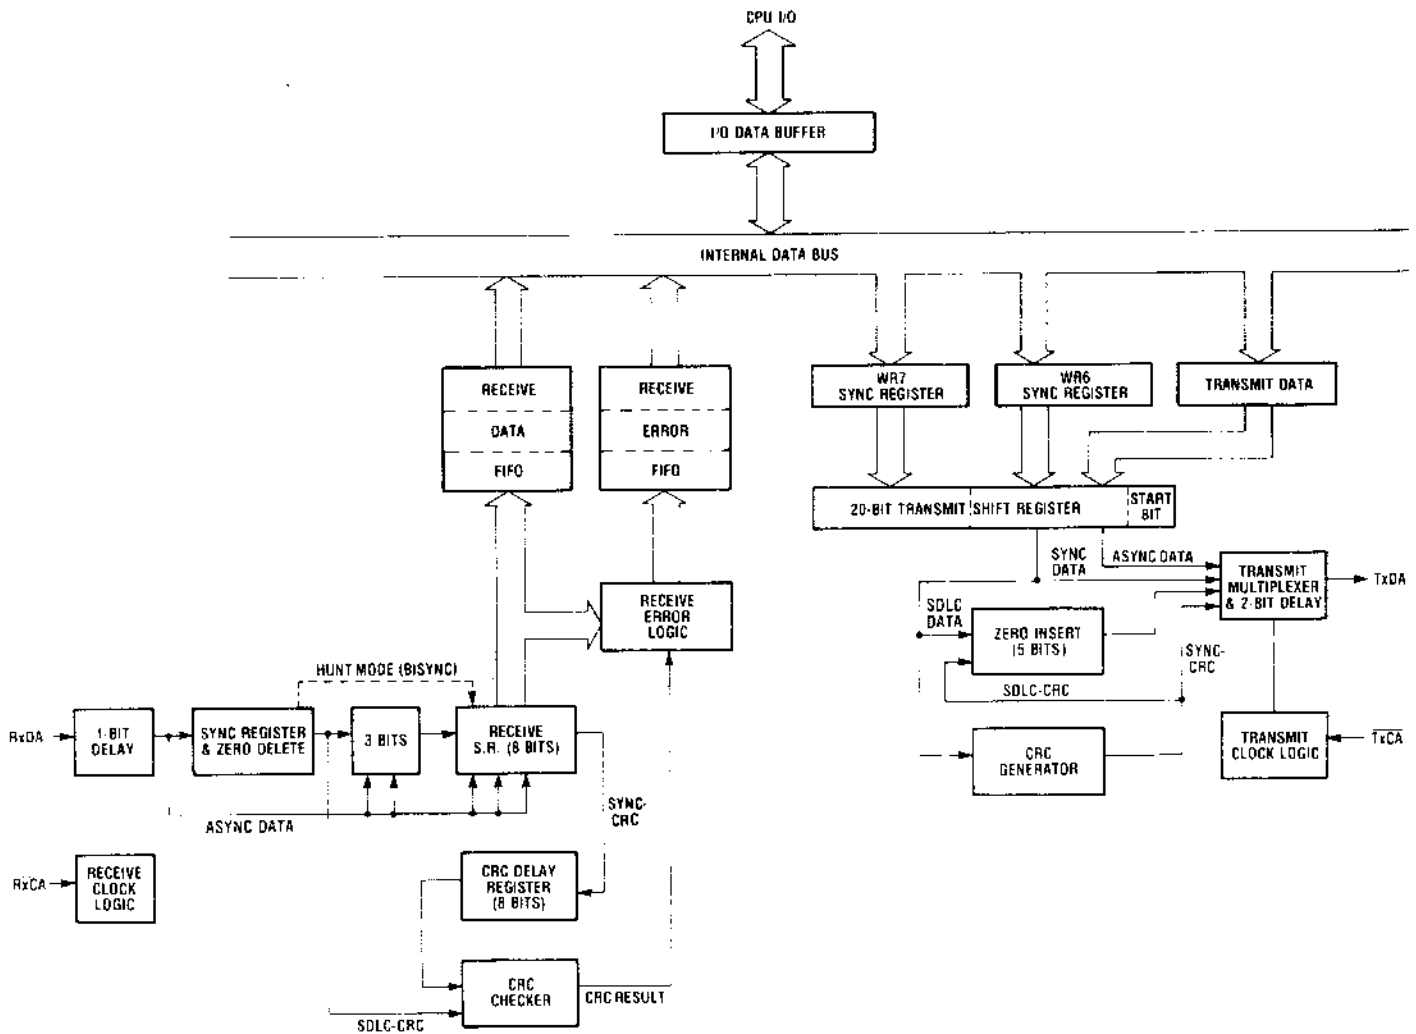 CPU I/O
I/O DATA BUFFER
INTERNAL DATA BUS
RECEIVE
DATA
FIFO
RECEIVE
ERROR
FIFO
WR7
SYNC REGISTER
WR6
SYNC REGISTER
TRANSMIT DATA
20-BIT TRANSMIT SHIFT REGISTER
START
BIT
SYNC
DATA
ASYNC DATA
TRANSMIT
MULTIPLEXER
& 2-BIT DELAY
TxDA
SDLC
DATA
ZERO INSERT
(5 BITS)
SYNC-
CRC
SDLC-CRC
CRC
GENERATOR
TRANSMIT
CLOCK LOGIC
TxCA
RECEIVE
ERROR
LOGIC
HUNT MODE (BISYNC)
RxDA
1-BIT
DELAY
SYNC REGISTER
& ZERO DELETE
3 BITS
RECEIVE
S.R. (8 BITS)
ASYNC DATA
SYNC-
CRC
RxCA
RECEIVE
CLOCK
LOGIC
CRC DELAY
REGISTER
(8 BITS)
CRC
CHECKER
CRC RESULT
SDLC-CRC